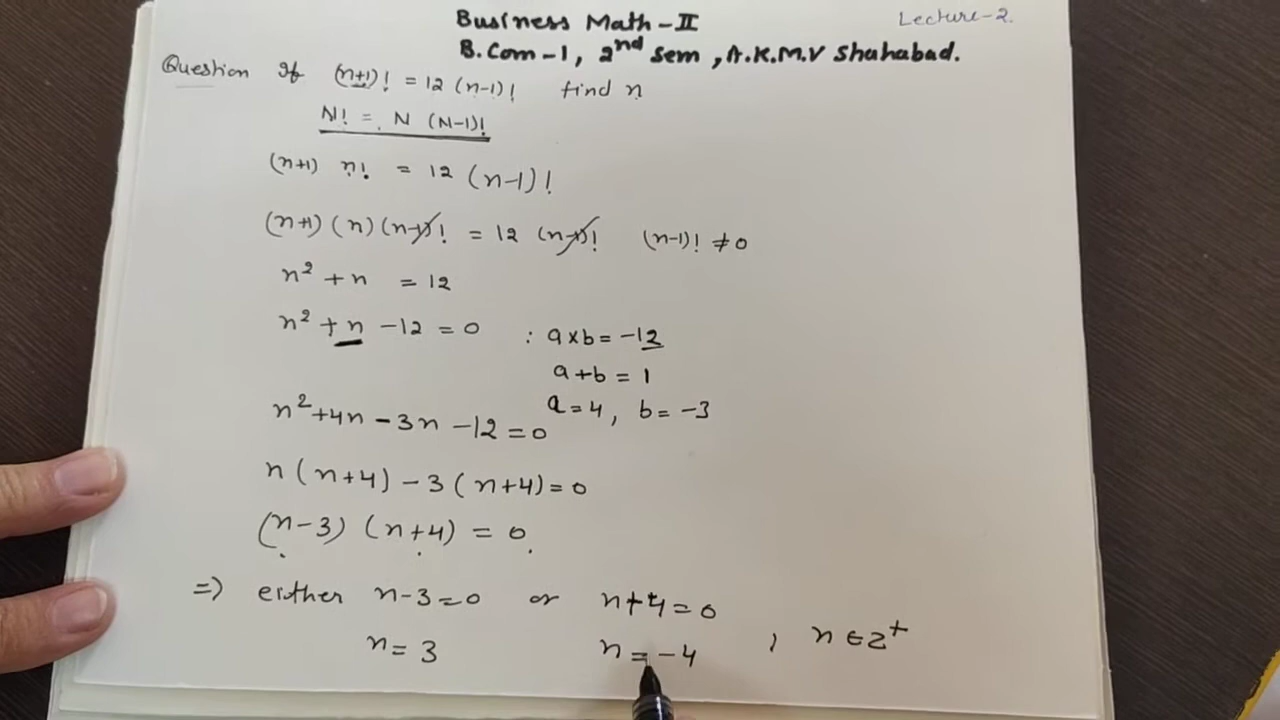 Business Math-II
Lecture-2.
B.Com-1, 2nd sem, A.K.M.V Shahabad.
Question If (n+1)! = 12 (n-1)! find n
N! = N (N-1)!
(n+1) n! = 12 (n-1)!
(n+1)(n)(n-1)! = 12 (n-1)! (n-1)! ≠ 0
n² + n = 12
n² + n - 12 = 0 : a×b = -12
a+b = 1
a=4, b=-3
n² +4n - 3n - 12 = 0
n(n+4) - 3(n+4) = 0
(n-3) (n+4) = 0.
=> either n-3=0 or n+4=0
n = 3 n = -4 , n ∈ Z⁺